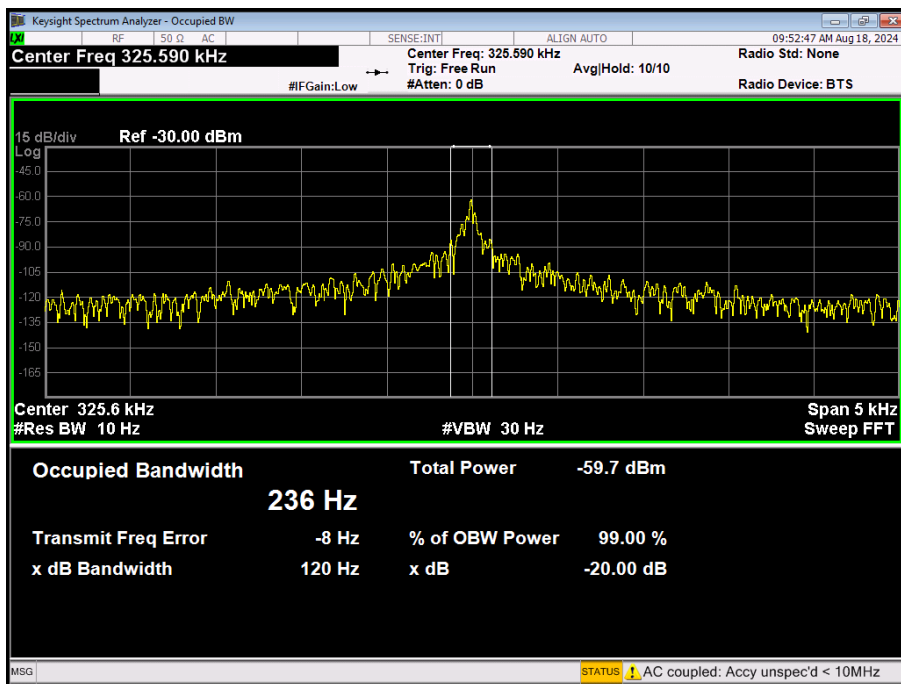 Keysight Spectrum Analyzer - Occupied BW
LXI RF 50 Ω AC SENSE:INT ALIGN AUTO 09:52:47 AM Aug 18, 2024
Center Freq 325.590 kHz
Center Freq: 325.590 kHz
Radio Std: None
Trig: Free Run
Avg|Hold: 10/10
#IFGain:Low
#Atten: 0 dB
Radio Device: BTS
15 dB/div
Ref -30.00 dBm
Log
-45.0
-60.0
-75.0
-90.0
-105
-120
-135
-150
-165
Center 325.6 kHz
Span 5 kHz
#Res BW 10 Hz
#VBW 30 Hz
Sweep FFT
Occupied Bandwidth
Total Power
-59.7 dBm
236 Hz
Transmit Freq Error
-8 Hz
% of OBW Power
99.00 %
x dB Bandwidth
120 Hz
x dB
-20.00 dB
MSG
STATUS
AC coupled: Accy unspec'd < 10MHz